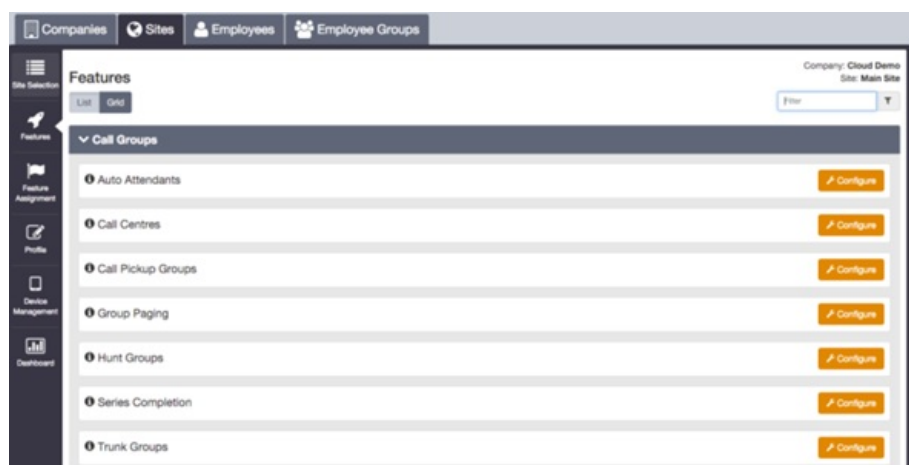 Companies Sites Employees Employee Groups
Site Selection
Features
Feature Assignment
Profile
Device Management
Dashboard
Features
Company: Cloud Demo
Site: Main Site
List Grid
Filter
Call Groups
Auto Attendants Configure
Call Centres Configure
Call Pickup Groups Configure
Group Paging Configure
Hunt Groups Configure
Series Completion Configure
Trunk Groups Configure